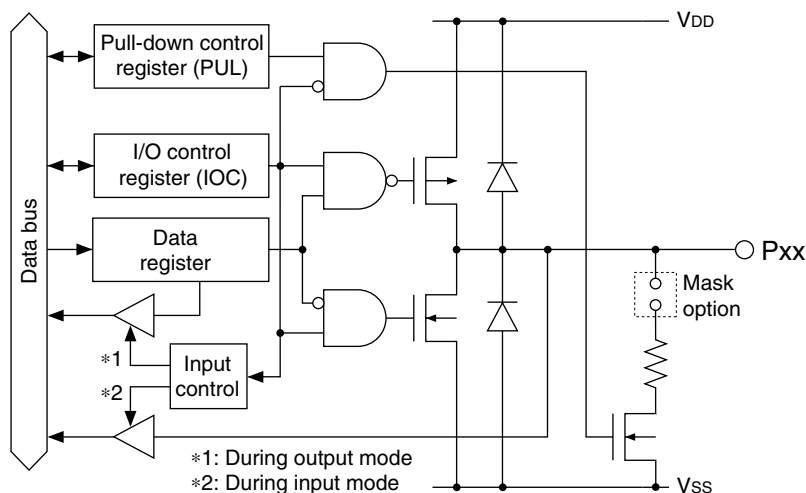 VDD
Pull-down control
register (PUL)
I/O control
register (IOC)
Data bus
Data
register
Pxx
Mask
option
*1
Input
control
*2
*1: During output mode
*2: During input mode
VSS